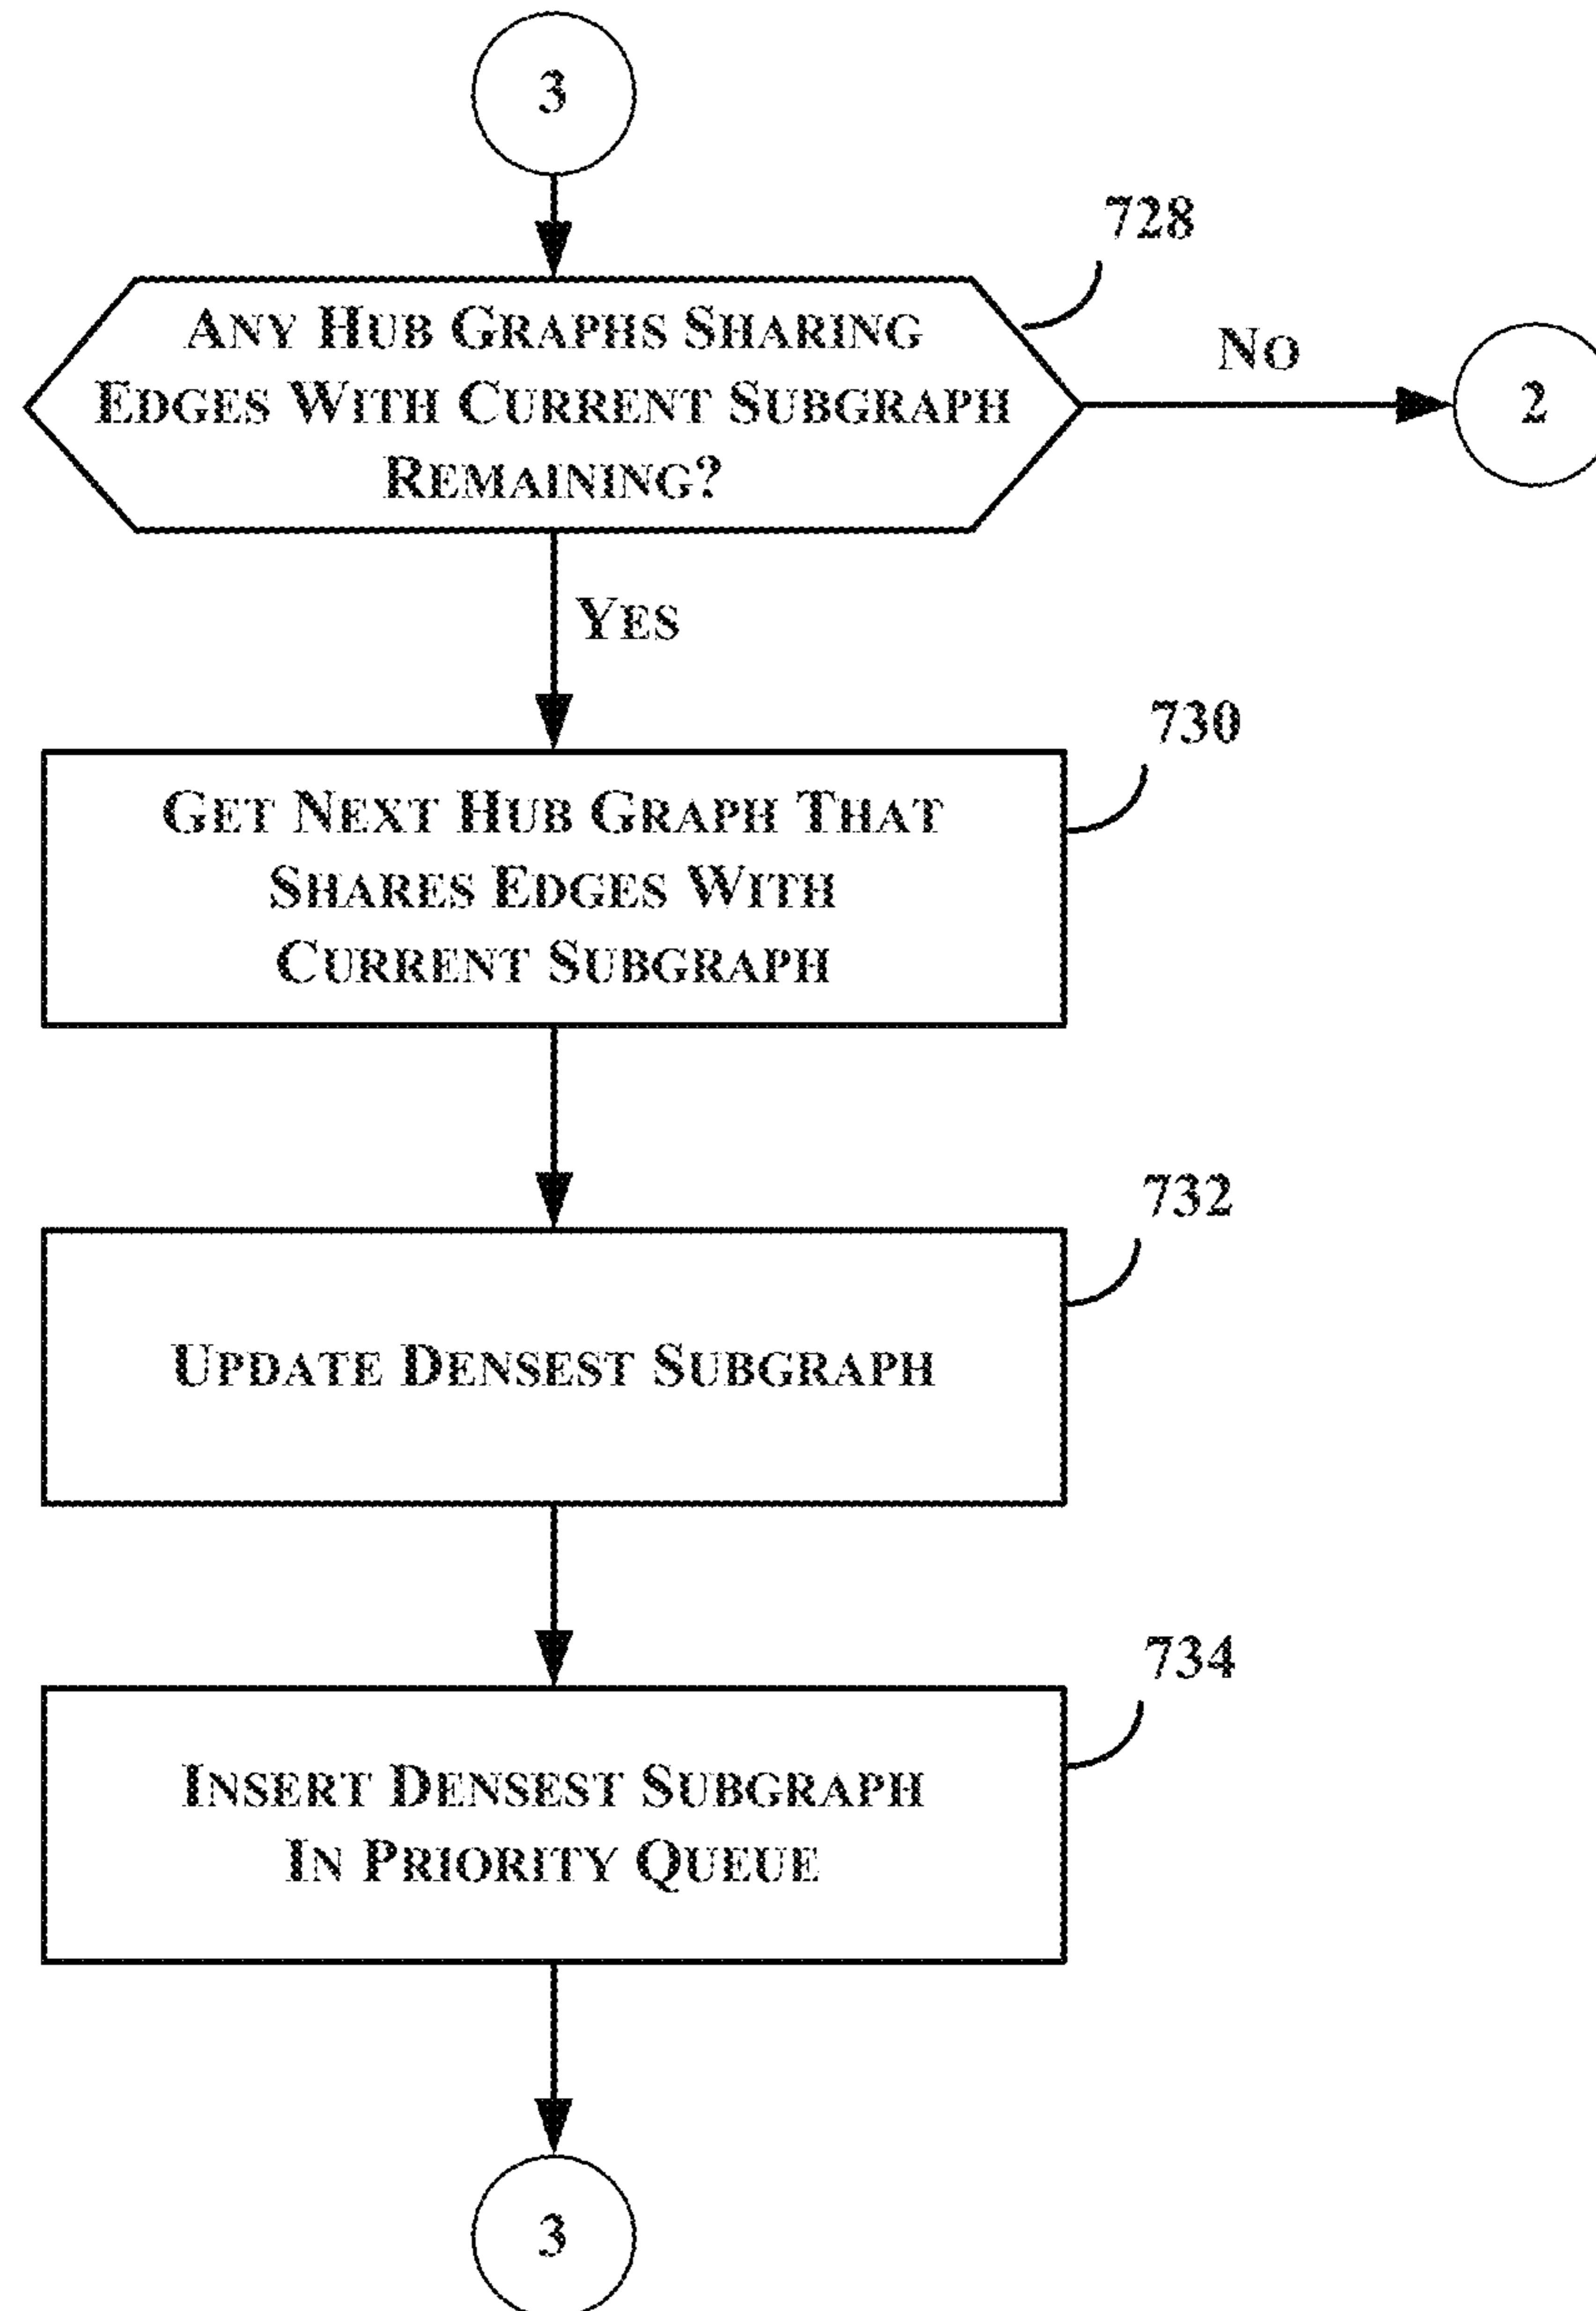 3
728
ANY HUB GRAPHS SHARING
EDGES WITH CURRENT SUBGRAPH
REMAINING?
NO
2
YES
730
GET NEXT HUB GRAPH THAT
SHARES EDGES WITH
CURRENT SUBGRAPH
732
UPDATE DENSEST SUBGRAPH
734
INSERT DENSEST SUBGRAPH
IN PRIORITY QUEUE
3